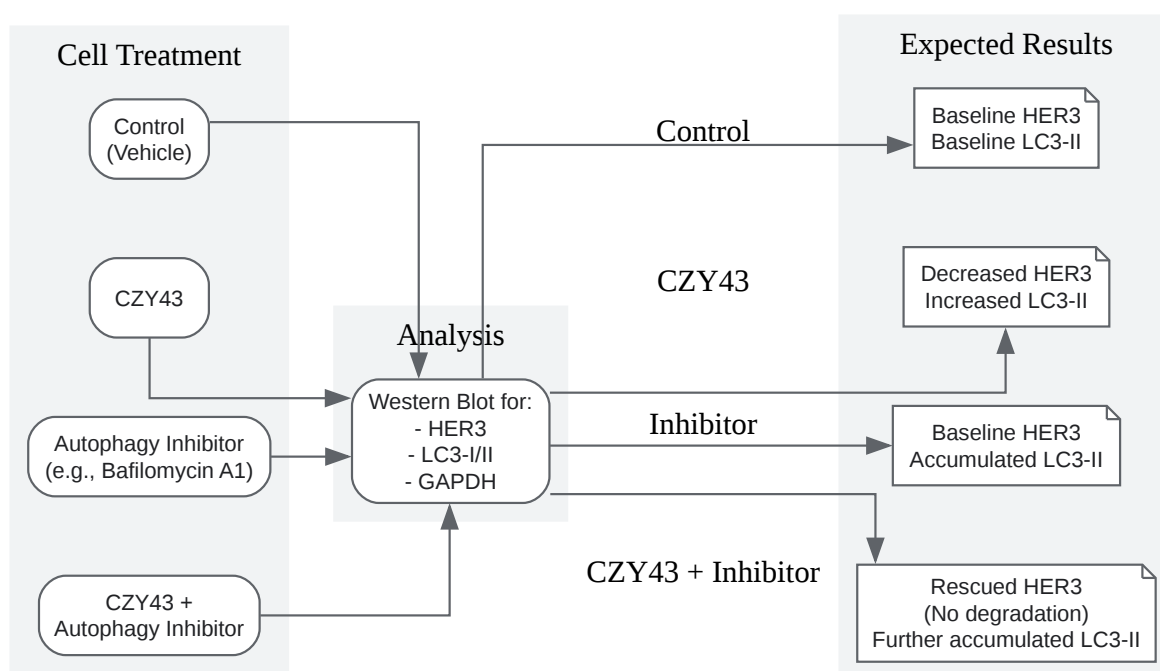 Cell Treatment
Control
(Vehicle)
CZY43
Autophagy Inhibitor
(e.g., Bafilomycin A1)
CZY43 +
Autophagy Inhibitor
Analysis
Western Blot for:
- HER3
- LC3-I/II
- GAPDH
Control
CZY43
Inhibitor
CZY43 + Inhibitor
Expected Results
Baseline HER3
Baseline LC3-II
Decreased HER3
Increased LC3-II
Baseline HER3
Accumulated LC3-II
Rescued HER3
(No degradation)
Further accumulated LC3-II